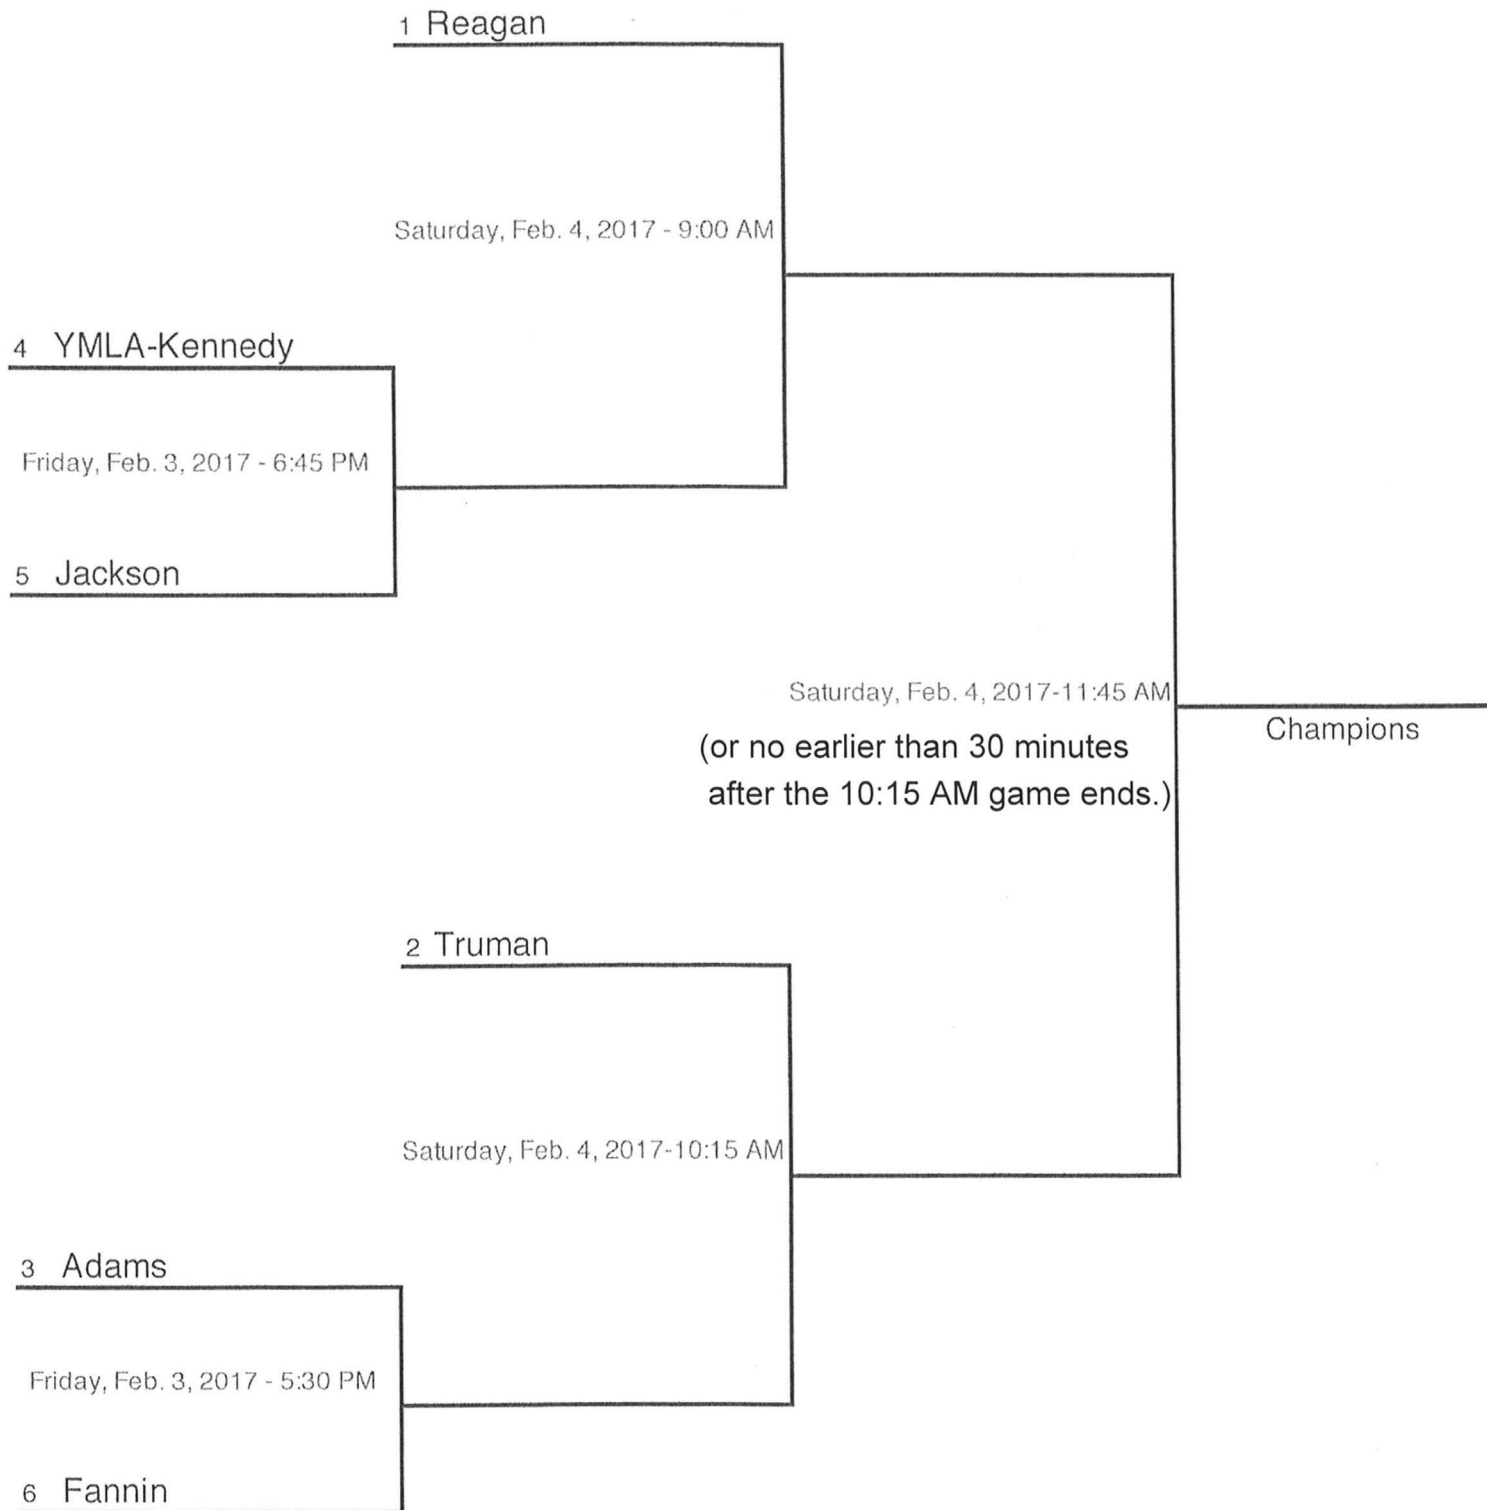 1 Reagan
Saturday, Feb. 4, 2017 - 9:00 AM
4 YMLA-Kennedy
Friday, Feb. 3, 2017 - 6:45 PM
5 Jackson
Saturday, Feb. 4, 2017-11:45 AM
Champions
(or no earlier than 30 minutes
after the 10:15 AM game ends.)
2 Truman
Saturday, Feb. 4, 2017-10:15 AM
3 Adams
Friday, Feb. 3, 2017 - 5:30 PM
6 Fannin